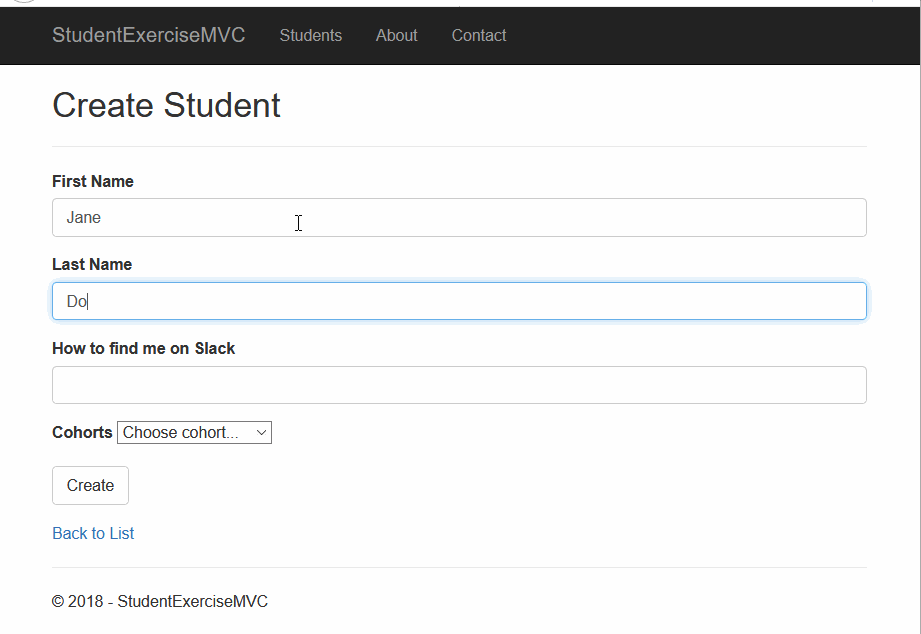 StudentExerciseMVC Students About Contact
Create Student
First Name
Jane
Last Name
Do
How to find me on Slack
Cohorts Choose cohort...
Create
Back to List
© 2018 - StudentExerciseMVC